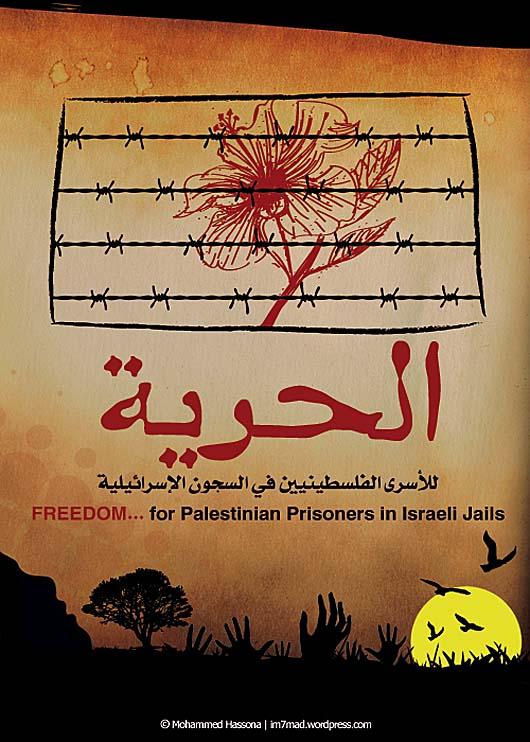 الحرية
للأسرى الفلسطينيين في السجون الإسرائيلية
FREEDOM... for Palestinian Prisoners in Israeli Jails
© Mohammed Hassona | im7mad.wordpress.com